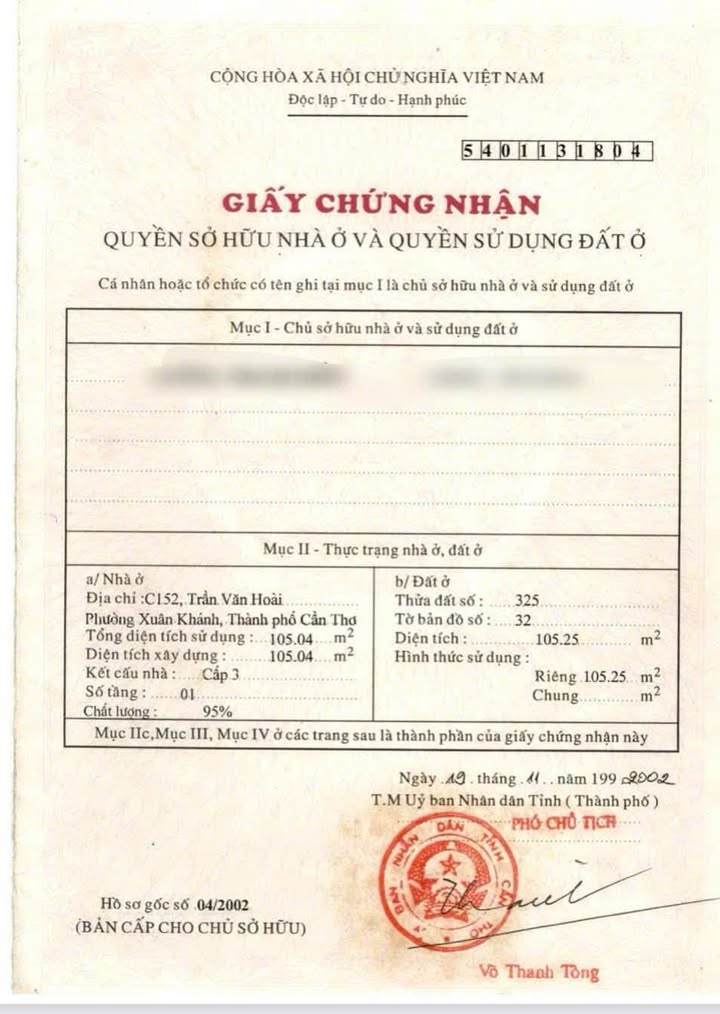 CỘNG HÒA XÃ HỘI CHỦ NGHĨA VIỆT NAM
Độc lập - Tự do - Hạnh phúc
5401131804
GIẤY CHỨNG NHẬN
QUYỀN SỞ HỮU NHÀ Ở VÀ QUYỀN SỬ DỤNG ĐẤT Ở
Cá nhân hoặc tổ chức có tên ghi tại mục I là chủ sở hữu nhà ở và sử dụng đất ở
Mục I - Chủ sở hữu nhà ở và sử dụng đất ở
Mục II - Thực trạng nhà ở, đất ở
a/ Nhà ở
Địa chỉ :C152, Trần Văn Hoài
Phường Xuân Khánh, Thành phố Cần Thơ
Tổng diện tích sử dụng : 105.04 m2
Diện tích xây dựng : 105.04 m2
Kết cấu nhà : Cấp 3
Số tầng : 01
Chất lượng : 95%
b/ Đất ở
Thửa đất số : 325
Tờ bản đồ số : 32
Diện tích : 105.25 m2
Hình thức sử dụng :
Riêng 105.25 m2
Chung m2
Mục IIc,Mục III, Mục IV ở các trang sau là thành phần của giấy chứng nhận này
Ngày 19 tháng 11 năm 199 2002
T.M Uỷ ban Nhân dân Tỉnh ( Thành phố )
PHÓ CHỦ TỊCH
ỦY BAN NHÂN DÂN TỈNH CẦN THƠ
Hồ sơ gốc số .04/2002
(BẢN CẤP CHO CHỦ SỞ HỮU)
Võ Thanh Tòng